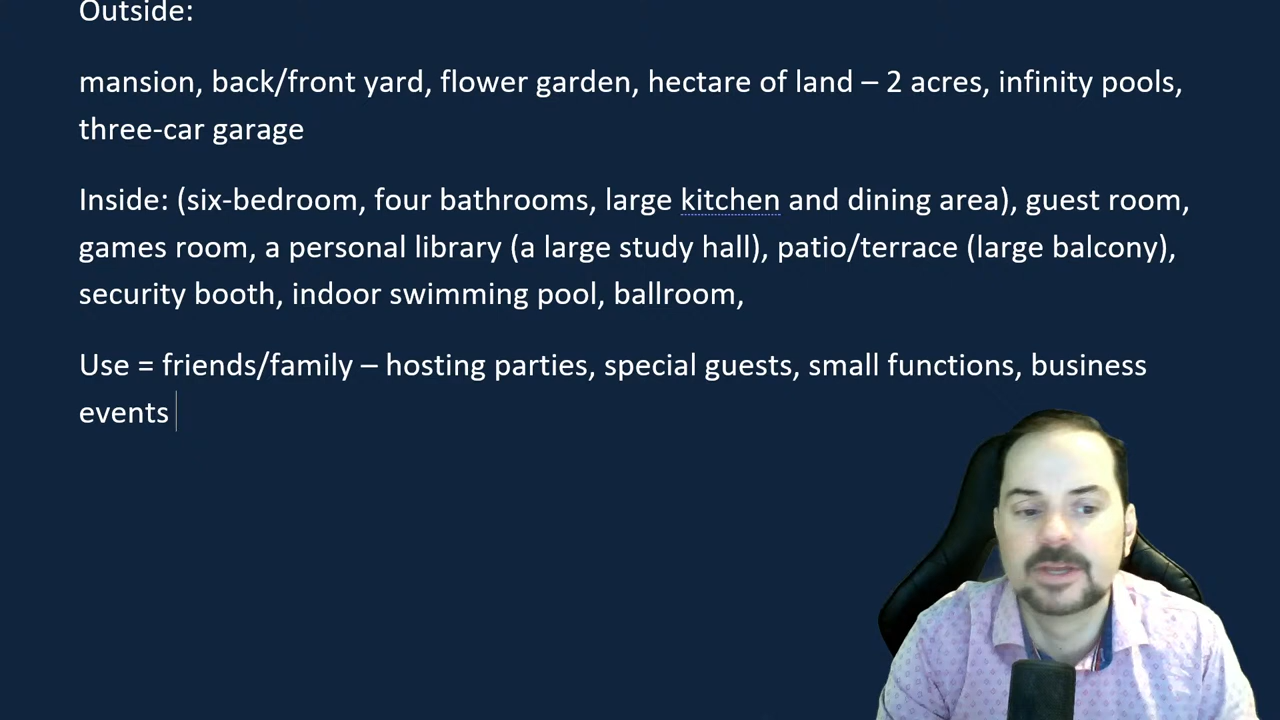 Outside:
mansion, back/front yard, flower garden, hectare of land – 2 acres, infinity pools,
three-car garage
Inside: (six-bedroom, four bathrooms, large kitchen and dining area), guest room,
games room, a personal library (a large study hall), patio/terrace (large balcony),
security booth, indoor swimming pool, ballroom,
Use = friends/family – hosting parties, special guests, small functions, business
events